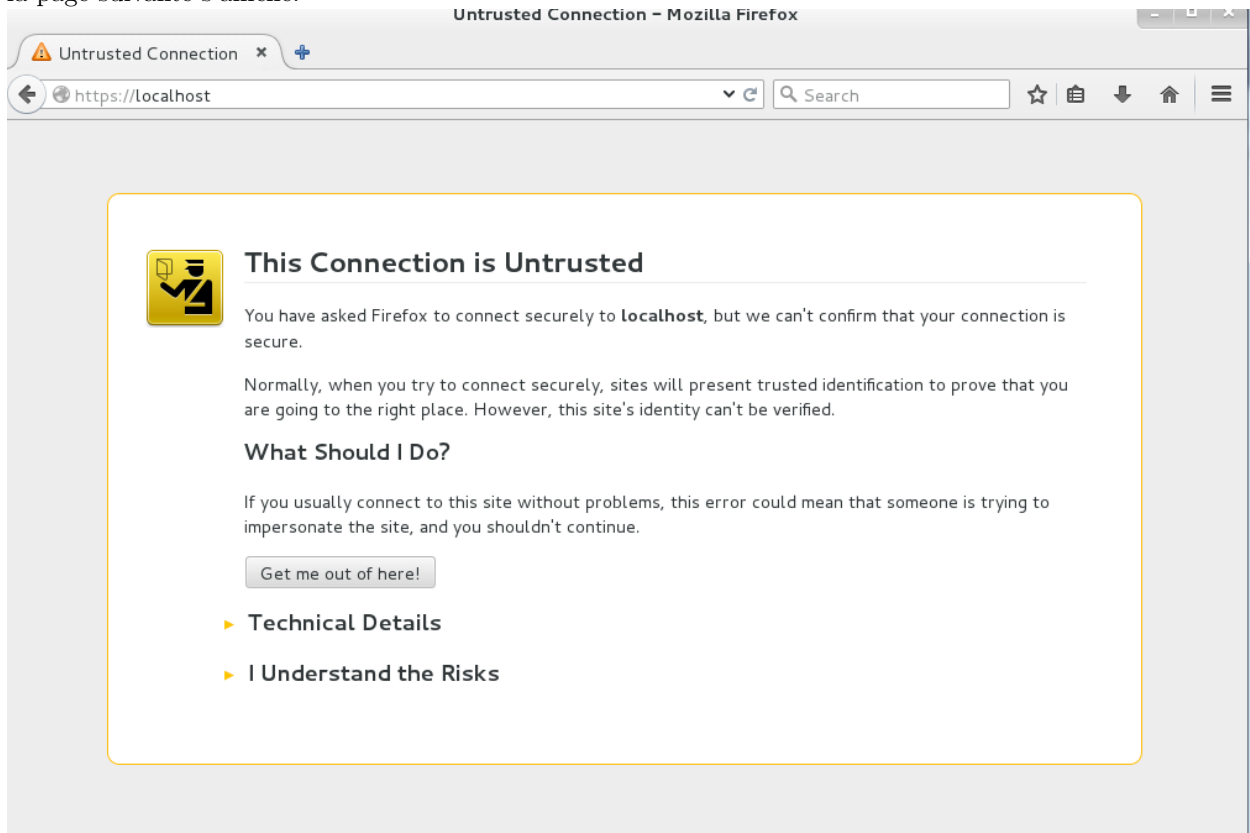 la page suivante s'affiche.
Untrusted Connection - Mozilla Firefox
Untrusted Connection
https://localhost
Search
This Connection is Untrusted
You have asked Firefox to connect securely to localhost, but we can't confirm that your connection is
secure.
Normally, when you try to connect securely, sites will present trusted identification to prove that you
are going to the right place. However, this site's identity can't be verified.
What Should I Do?
If you usually connect to this site without problems, this error could mean that someone is trying to
impersonate the site, and you shouldn't continue.
Get me out of here!
Technical Details
I Understand the Risks